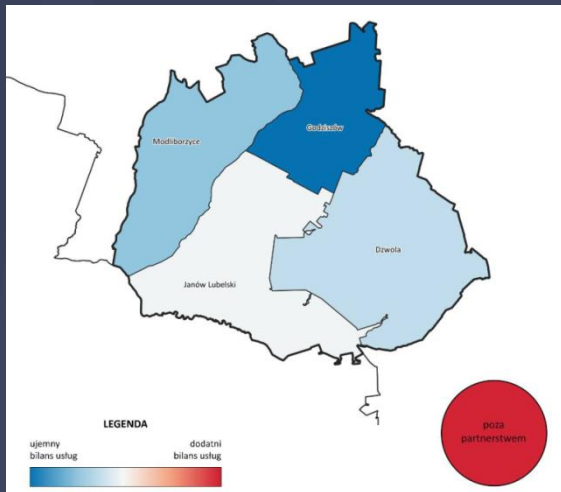 Godziszów
Modliborzyce
Dzwola
Janów Lubelski
LEGENDA
ujemny
bilans usług
dodatni
bilans usług
poza
partnerstwem